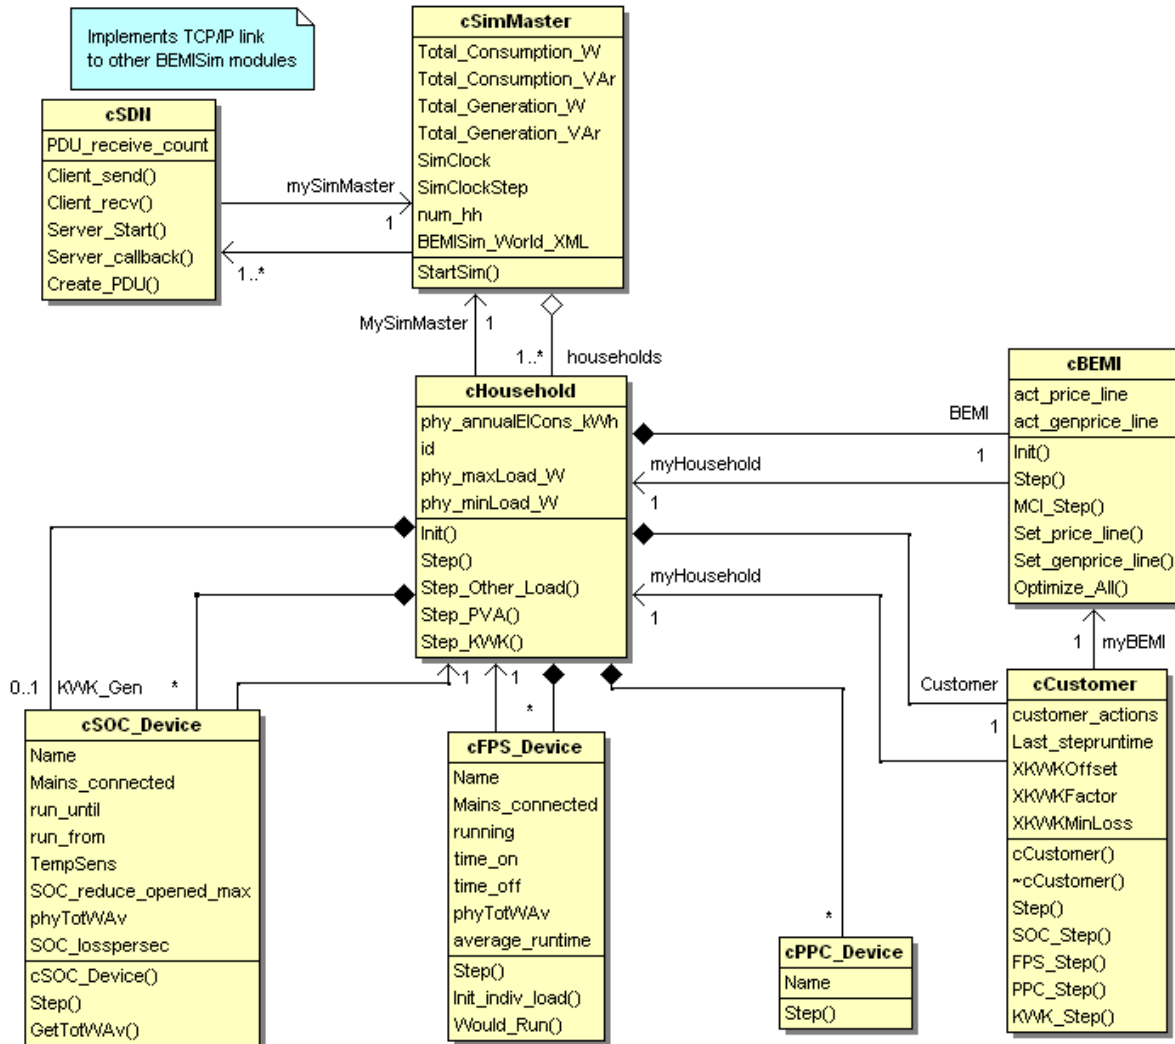 Implements TCP/IP link
to other BEMISim modules
cSimMaster
Total_Consumption_W
Total_Consumption_VAr
Total_Generation_W
Total_Generation_VAr
SimClock
SimClockStep
num_hh
BEMISim_World_XML
StartSim()
cSDN
PDU_receive_count
Client_send()
Client_recv()
Server_Start()
Server_callback()
Create_PDU()
mySimMaster
1
1..*
MySimMaster
1
1..*
households
cHousehold
phy_annualElCons_kWh
id
phy_maxLoad_W
phy_minLoad_W
Init()
Step()
Step_Other_Load()
Step_PVA()
Step_KWK()
BEMI
1
myHousehold
1
cBEMI
act_price_line
act_genprice_line
Init()
Step()
MCI_Step()
Set_price_line()
Set_genprice_line()
Optimize_All()
myHousehold
1
1
myBEMI
Customer
1
0..1
KWK_Gen
*
1
1
*
*
cSOC_Device
Name
Mains_connected
run_until
run_from
TempSens
SOC_reduce_opened_max
phyTotWAv
SOC_losspersec
cSOC_Device()
Step()
GetTotWAv()
cFPS_Device
Name
Mains_connected
running
time_on
time_off
phyTotWAv
average_runtime
Step()
Init_indiv_load()
Would_Run()
cPPC_Device
Name
Step()
cCustomer
customer_actions
Last_stepruntime
XKWKOffset
XKWKFactor
XKWKMinLoss
cCustomer()
~cCustomer()
Step()
SOC_Step()
FPS_Step()
PPC_Step()
KWK_Step()